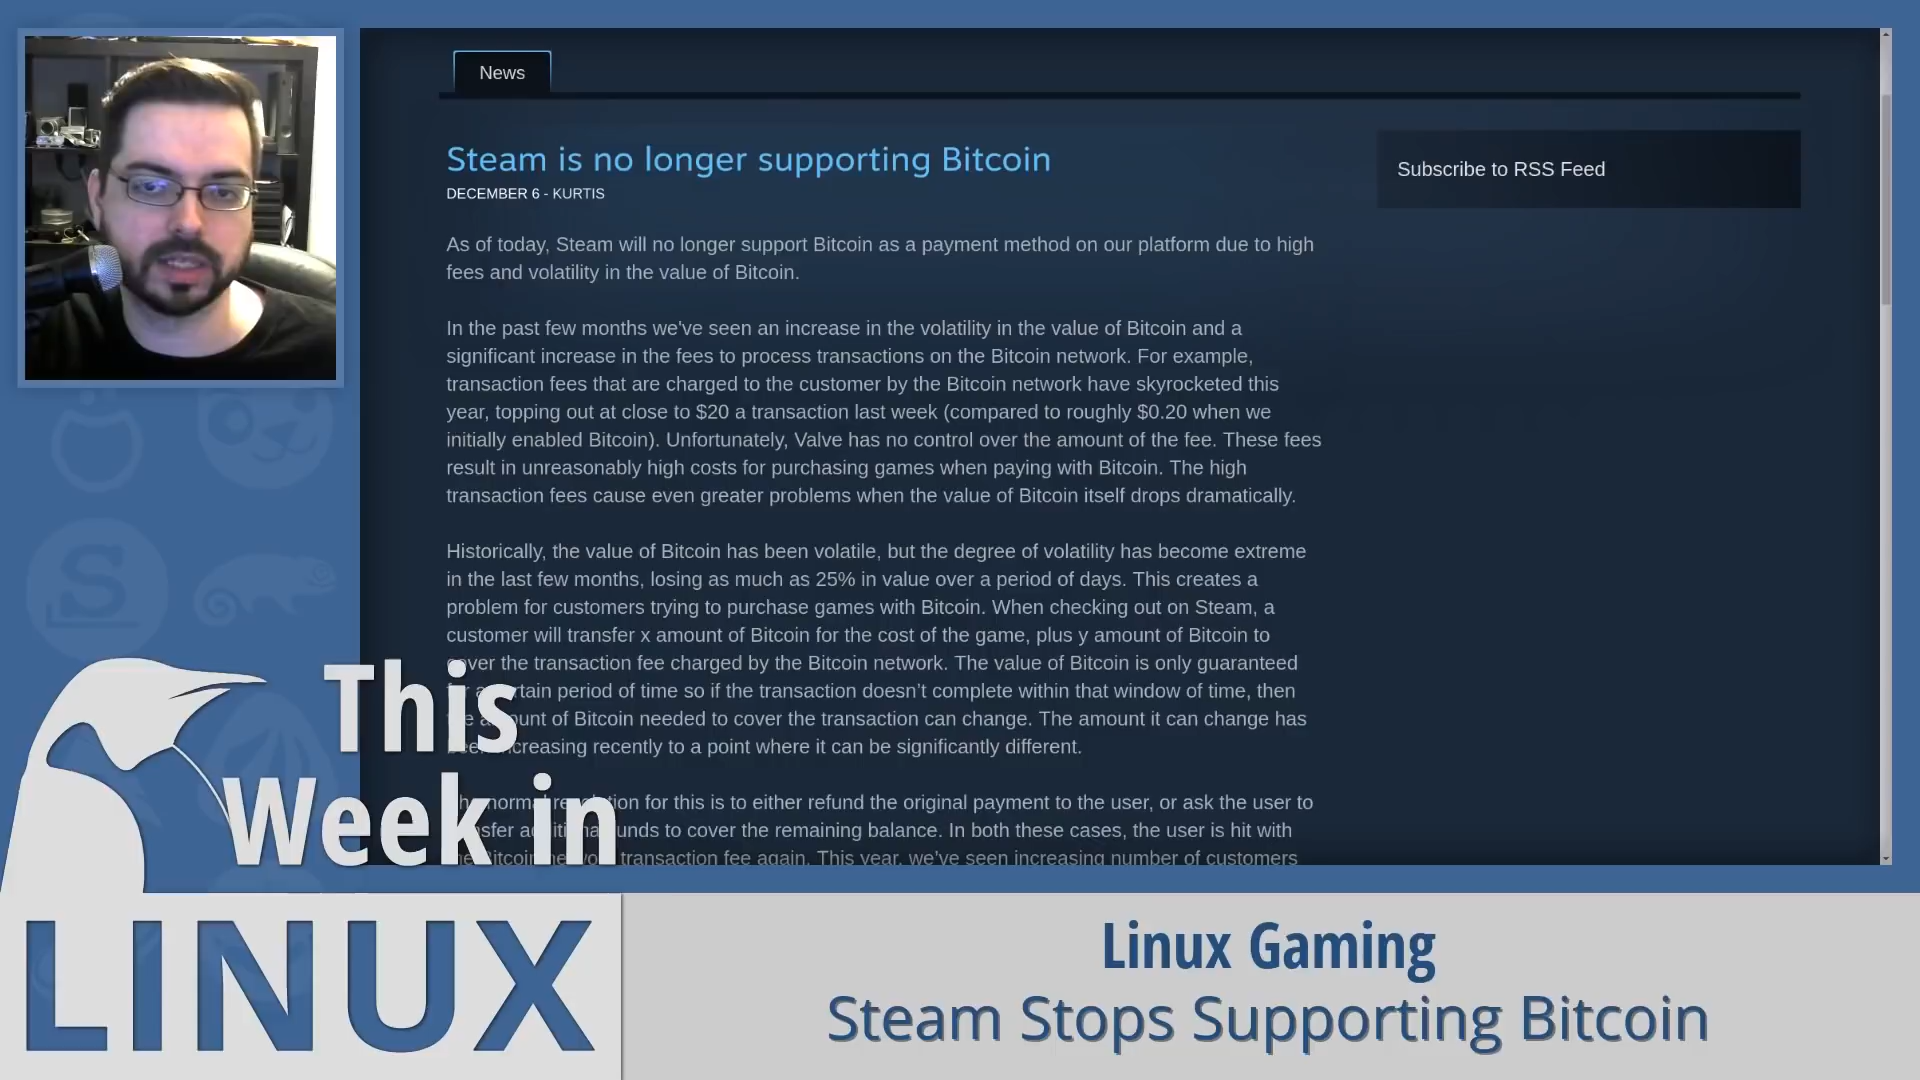 News
Steam is no longer supporting Bitcoin
DECEMBER 6 - KURTIS
Subscribe to RSS Feed
As of today, Steam will no longer support Bitcoin as a payment method on our platform due to high
fees and volatility in the value of Bitcoin.
In the past few months we've seen an increase in the volatility in the value of Bitcoin and a
significant increase in the fees to process transactions on the Bitcoin network. For example,
transaction fees that are charged to the customer by the Bitcoin network have skyrocketed this
year, topping out at close to $20 a transaction last week (compared to roughly $0.20 when we
initially enabled Bitcoin). Unfortunately, Valve has no control over the amount of the fee. These fees
result in unreasonably high costs for purchasing games when paying with Bitcoin. The high
transaction fees cause even greater problems when the value of Bitcoin itself drops dramatically.
Historically, the value of Bitcoin has been volatile, but the degree of volatility has become extreme
in the last few months, losing as much as 25% in value over a period of days. This creates a
problem for customers trying to purchase games with Bitcoin. When checking out on Steam, a
customer will transfer x amount of Bitcoin for the cost of the game, plus y amount of Bitcoin to
cover the transaction fee charged by the Bitcoin network. The value of Bitcoin is only guaranteed
period of time so if the transaction doesn’t complete within that window of time, then
of Bitcoin needed to cover the transaction can change. The amount it can change has
increasing recently to a point where it can be significantly different.
for this is to either refund the original payment to the user, or ask the user to
to cover the remaining balance. In both these cases, the user is hit with
transaction fee again. This year, we’ve seen increasing number of customers
This
Week in
LINUX
Linux Gaming
Steam Stops Supporting Bitcoin